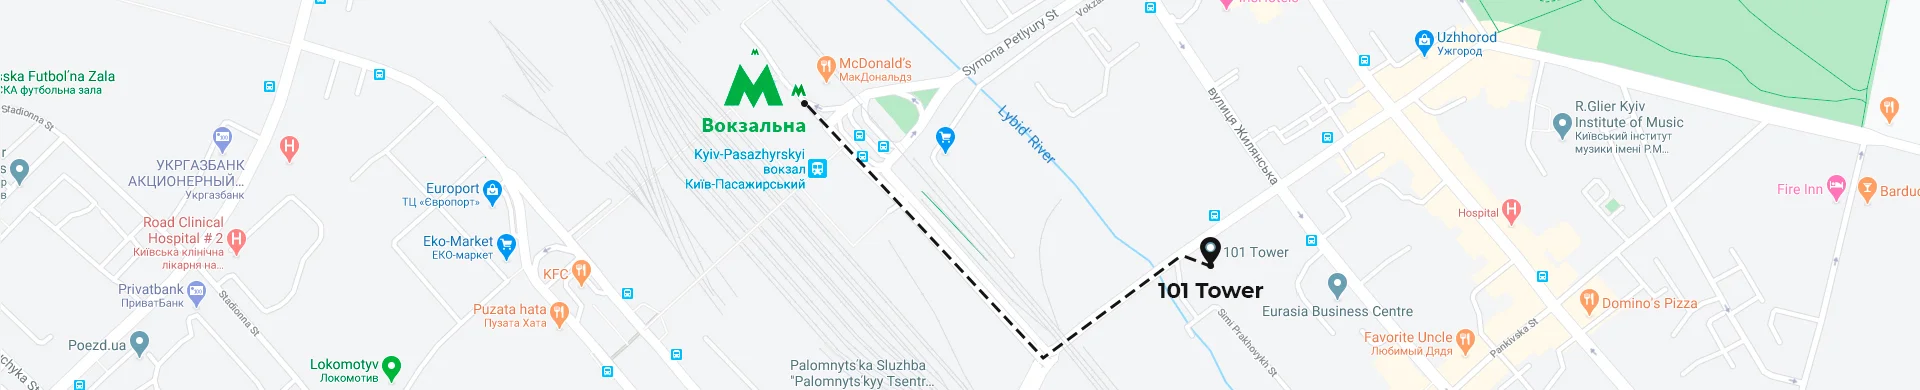 ska Futbol'na Zala
СКА футбольна зала
Stadionna St
УКРГАЗБАНК
АКЦИОНЕРНЫЙ...
Укргазбанк
Road Clinical
Hospital # 2
Київська клінічна
лікарня на...
Privatbank
ПриватБанк
Stadionna St
Poezd.ua
Lokomotyv
Локомотив
Europort
ТЦ «Європорт»
Eko-Market
ЕКО-маркет
KFC
Puzata hata
Пузата Хата
McDonald's
МакДональдз
Вокзальна
Kyiv-Pasazhyrskyi
вокзал
Київ-Пасажирський
Palomnyts'ka Sluzhba
"Palomnyts'kyy Tsentr...
Symona Petlyury St
Lybid' River
вулиця Жилянська
101 Tower
101 Tower
Simi Prakhovykh St
Eurasia Business Centre
Uzhhorod
Ужгород
R.Glier Kyiv
Institute of Music
Київський інститут
музики імені Р.М...
Hospital
Fire Inn
Domino's Pizza
Favorite Uncle
Любимый Дядя
Pankivska St